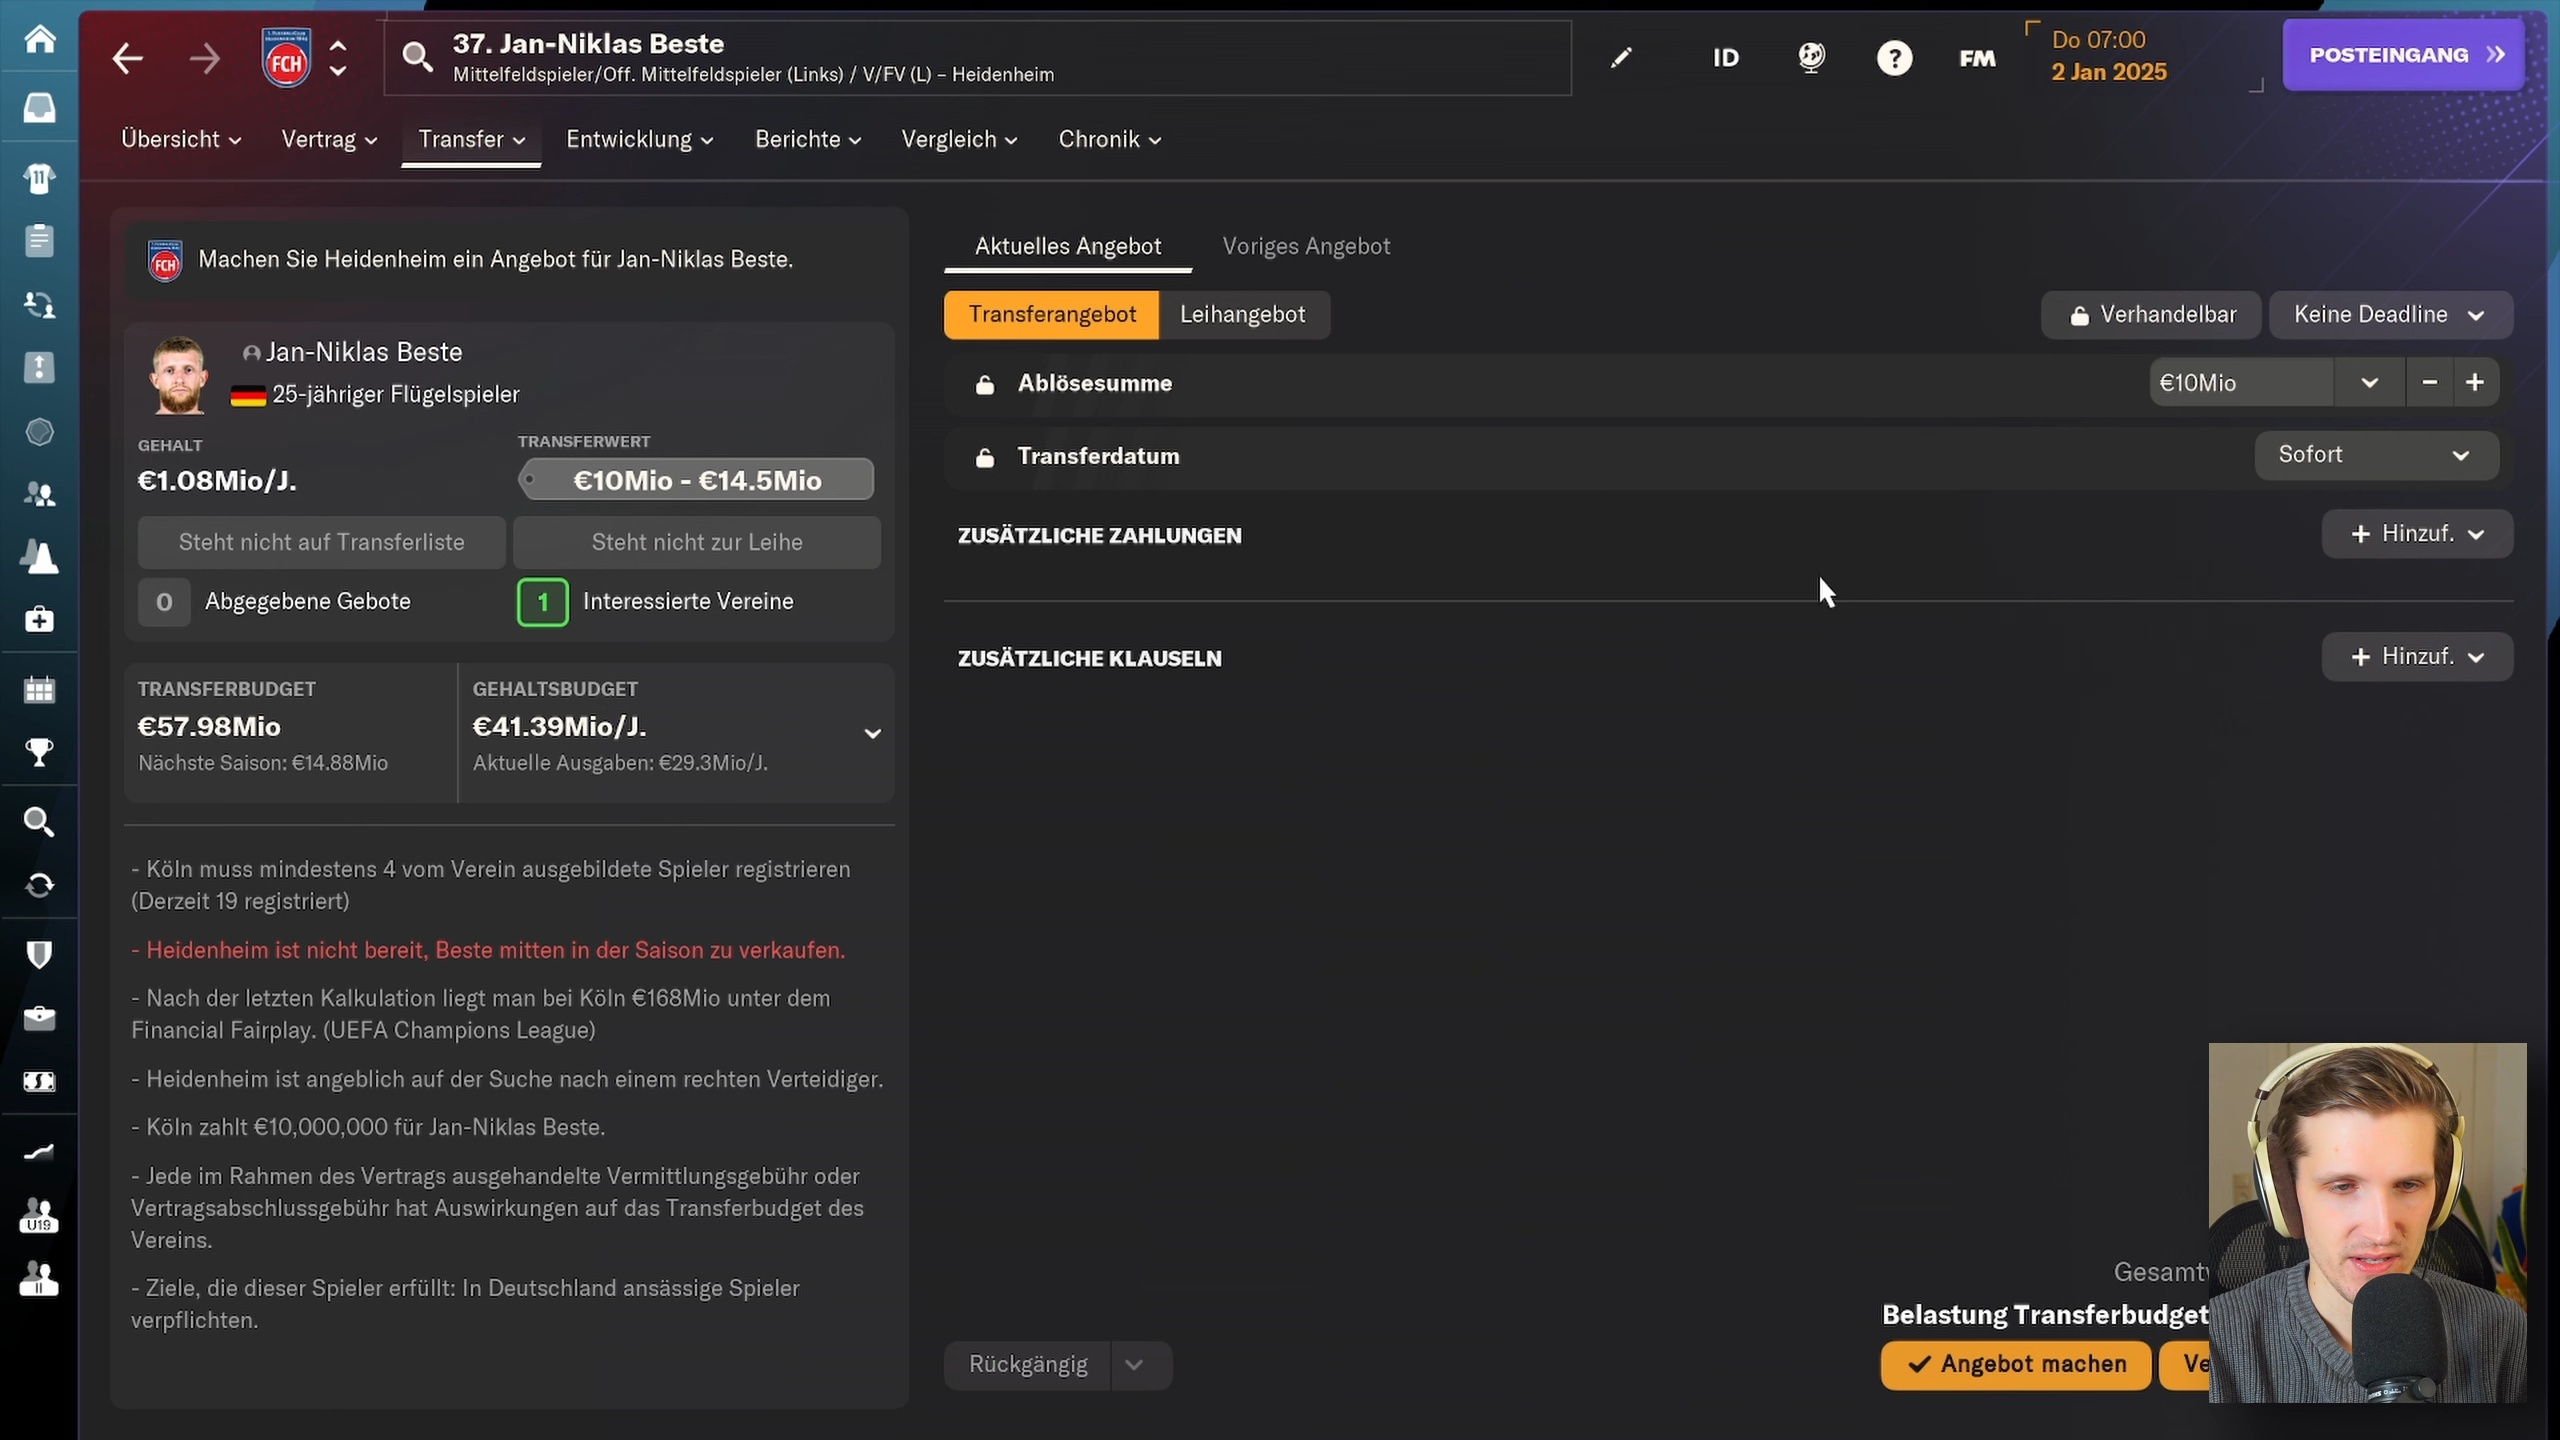 37. Jan-Niklas Beste
Mittelfeldspieler/Off. Mittelfeldspieler (Links) / V/FV (L) – Heidenheim
ID
FM
Do 07:00
2 Jan 2025
POSTEINGANG
Übersicht
Vertrag
Transfer
Entwicklung
Berichte
Vergleich
Chronik
Machen Sie Heidenheim ein Angebot für Jan-Niklas Beste.
Jan-Niklas Beste
25-jähriger Flügelspieler
GEHALT
€1.08Mio/J.
TRANSFERWERT
€10Mio - €14.5Mio
Steht nicht auf Transferliste
Steht nicht zur Leihe
0 Abgegebene Gebote
1 Interessierte Vereine
TRANSFERBUDGET
€57.98Mio
Nächste Saison: €14.88Mio
GEHALTSBUDGET
€41.39Mio/J.
Aktuelle Ausgaben: €29.3Mio/J.
- Köln muss mindestens 4 vom Verein ausgebildete Spieler registrieren
(Derzeit 19 registriert)
- Heidenheim ist nicht bereit, Beste mitten in der Saison zu verkaufen.
- Nach der letzten Kalkulation liegt man bei Köln €168Mio unter dem
Financial Fairplay. (UEFA Champions League)
- Heidenheim ist angeblich auf der Suche nach einem rechten Verteidiger.
- Köln zahlt €10,000,000 für Jan-Niklas Beste.
- Jede im Rahmen des Vertrags ausgehandelte Vermittlungsgebühr oder
Vertragsabschlussgebühr hat Auswirkungen auf das Transferbudget des
Vereins.
- Ziele, die dieser Spieler erfüllt: In Deutschland ansässige Spieler
verpflichten.
Aktuelles Angebot
Voriges Angebot
Transferangebot
Leihangebot
Verhandelbar
Keine Deadline
Ablösesumme
€10Mio
Transferdatum
Sofort
ZUSÄTZLICHE ZAHLUNGEN
+ Hinzuf.
ZUSÄTZLICHE KLAUSELN
+ Hinzuf.
Belastung Transferbudget
Rückgängig
Angebot machen
FCH
FCH
11
U19
II